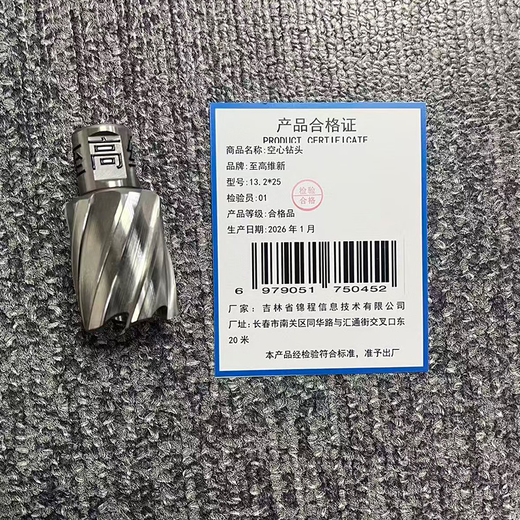 高
产品合格证
PRODUCT CERTIFICATE
商品名称:空心钻头
品牌:至高维新
型号:13.2*25
检验员:01
检验
合格
产品等级:合格品
生产日期:2026年1月
6 979051 750452
厂家:吉林省锦程信息技术有限公司
厂址:长春市南关区同华路与汇通街交叉口东
20米
本产品经检验符合标准,准予出厂